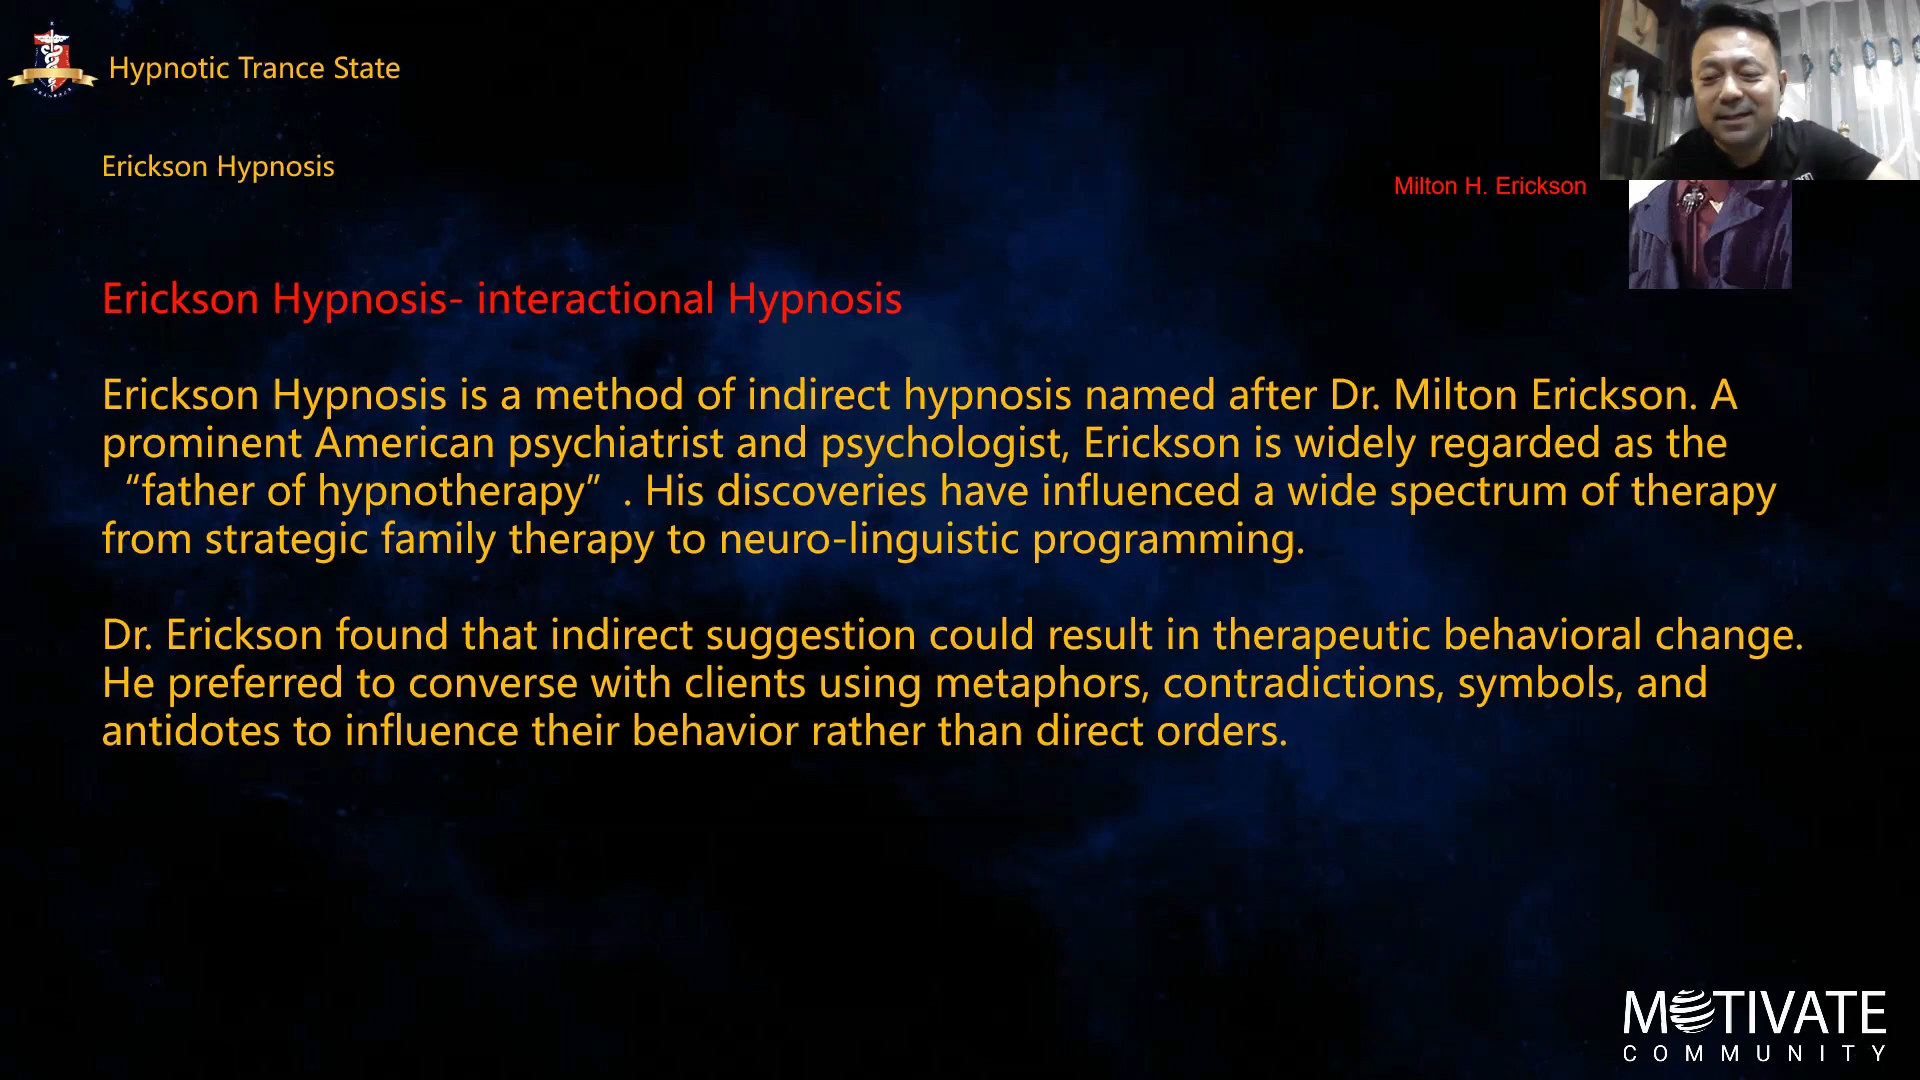 Hypnotic Trance State
Erickson Hypnosis
Milton H. Erickson
Erickson Hypnosis- interactional Hypnosis
Erickson Hypnosis is a method of indirect hypnosis named after Dr. Milton Erickson. A
prominent American psychiatrist and psychologist, Erickson is widely regarded as the
“father of hypnotherapy” . His discoveries have influenced a wide spectrum of therapy
from strategic family therapy to neuro-linguistic programming.
Dr. Erickson found that indirect suggestion could result in therapeutic behavioral change.
He preferred to converse with clients using metaphors, contradictions, symbols, and
antidotes to influence their behavior rather than direct orders.
MOTIVATE
COMMUNITY